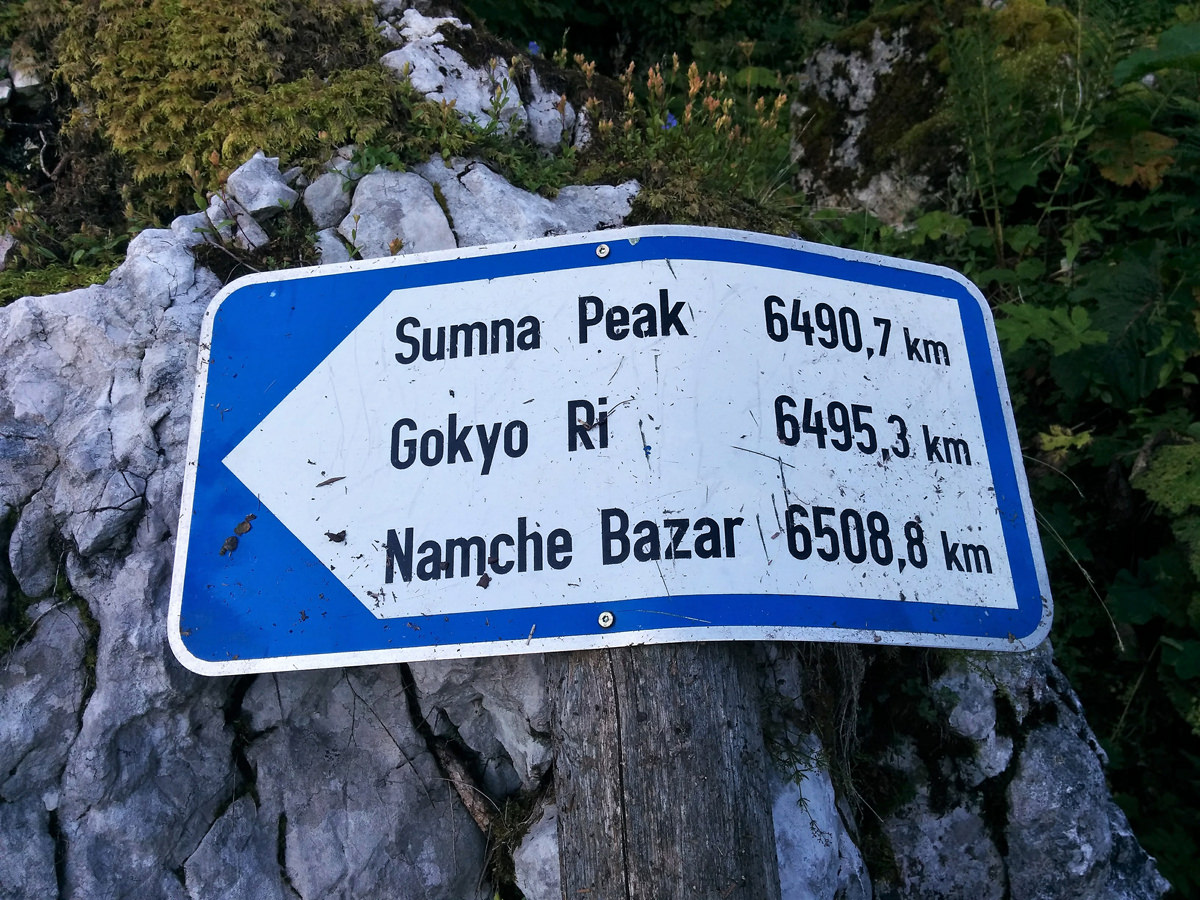 Sumna Peak 6490,7 km
Gokyo Ri 6495,3 km
Namche Bazar 6508,8 km